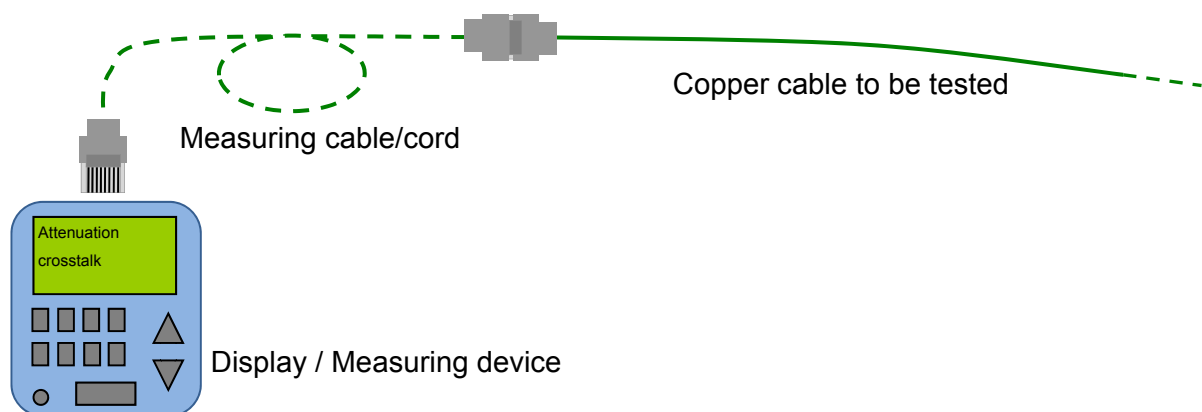 Copper cable to be tested
Measuring cable/cord
Attenuation
crosstalk
Display / Measuring device